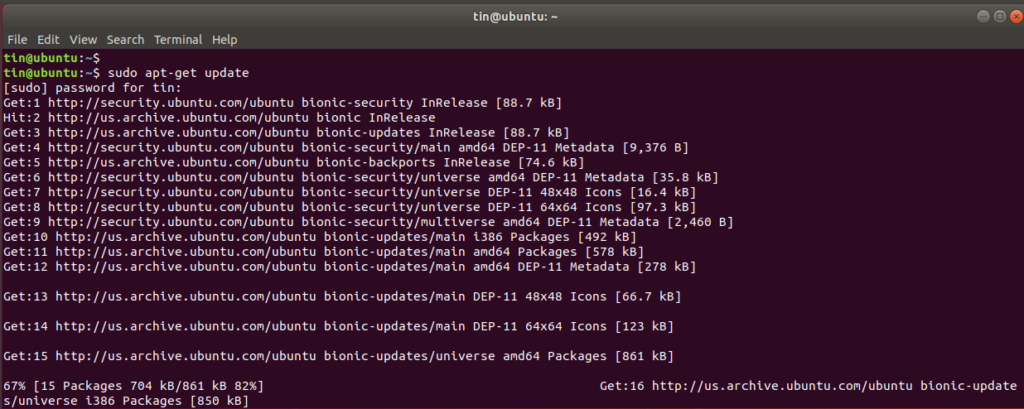 tin@ubuntu: ~
File Edit View Search Terminal Help
tin@ubuntu:~$
tin@ubuntu:~$ sudo apt-get update
[sudo] password for tin:
Get:1 http://security.ubuntu.com/ubuntu bionic-security InRelease [88.7 kB]
Hit:2 http://us.archive.ubuntu.com/ubuntu bionic InRelease
Get:3 http://us.archive.ubuntu.com/ubuntu bionic-updates InRelease [88.7 kB]
Get:4 http://security.ubuntu.com/ubuntu bionic-security/main amd64 DEP-11 Metadata [9,376 B]
Get:5 http://us.archive.ubuntu.com/ubuntu bionic-backports InRelease [74.6 kB]
Get:6 http://security.ubuntu.com/ubuntu bionic-security/universe amd64 DEP-11 Metadata [35.8 kB]
Get:7 http://security.ubuntu.com/ubuntu bionic-security/universe DEP-11 48x48 Icons [16.4 kB]
Get:8 http://security.ubuntu.com/ubuntu bionic-security/universe DEP-11 64x64 Icons [97.3 kB]
Get:9 http://security.ubuntu.com/ubuntu bionic-security/multiverse amd64 DEP-11 Metadata [2,460 B]
Get:10 http://us.archive.ubuntu.com/ubuntu bionic-updates/main i386 Packages [492 kB]
Get:11 http://us.archive.ubuntu.com/ubuntu bionic-updates/main amd64 Packages [578 kB]
Get:12 http://us.archive.ubuntu.com/ubuntu bionic-updates/main amd64 DEP-11 Metadata [278 kB]
Get:13 http://us.archive.ubuntu.com/ubuntu bionic-updates/main DEP-11 48x48 Icons [66.7 kB]
Get:14 http://us.archive.ubuntu.com/ubuntu bionic-updates/main DEP-11 64x64 Icons [123 kB]
Get:15 http://us.archive.ubuntu.com/ubuntu bionic-updates/universe amd64 Packages [861 kB]
67% [15 Packages 704 kB/861 kB 82%] Get:16 http://us.archive.ubuntu.com/ubuntu bionic-update
s/universe i386 Packages [850 kB]